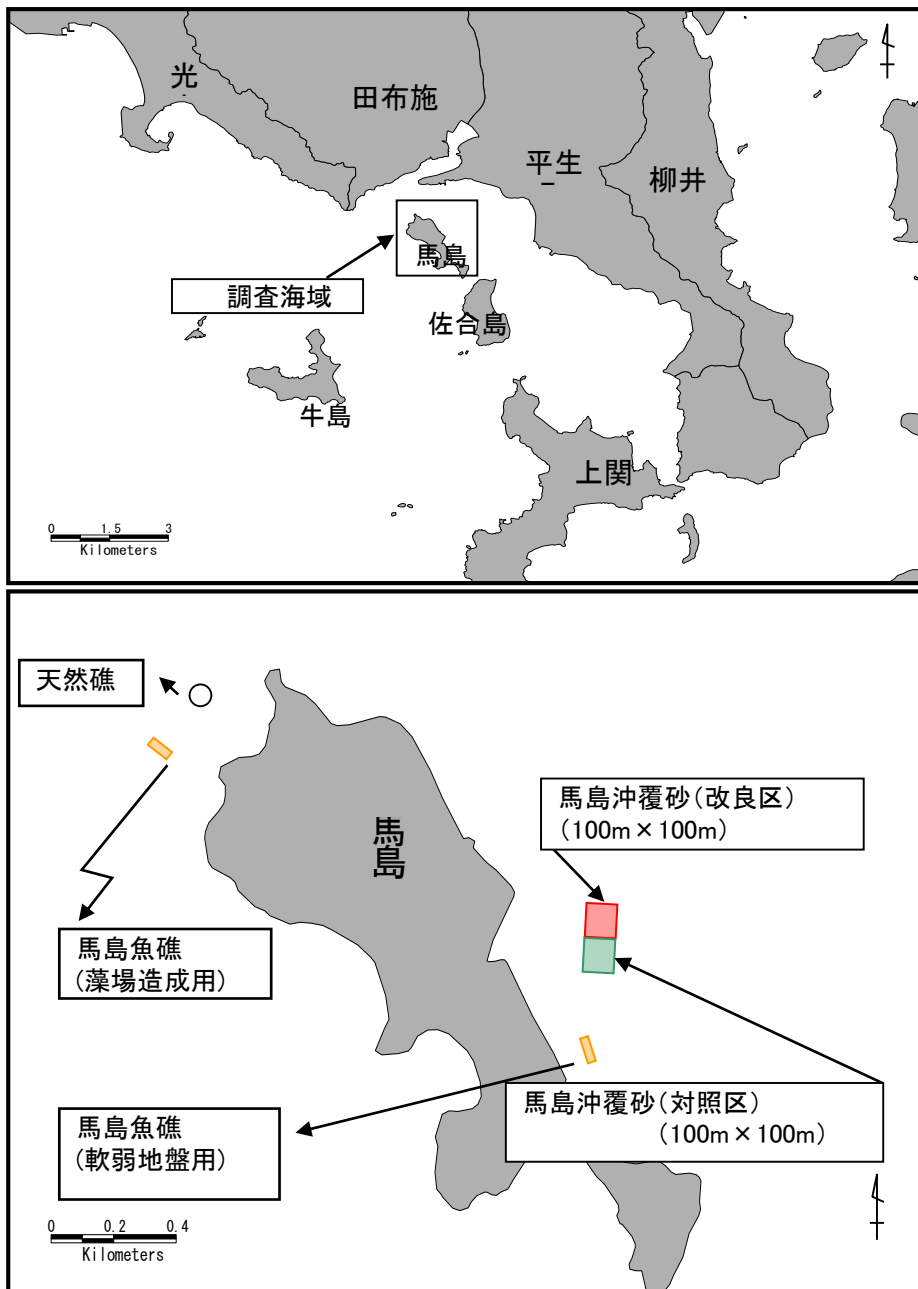 光
田布施
平生
柳井
馬島
調査海域
佐合島
牛島
上関
0 1.5 3
Kilometers
天然礁
馬島
馬島沖覆砂(改良区)
(100m×100m)
馬島魚礁
(藻場造成用)
馬島沖覆砂(対照区)
(100m×100m)
馬島魚礁
(軟弱地盤用)
0 0.2 0.4
Kilometers